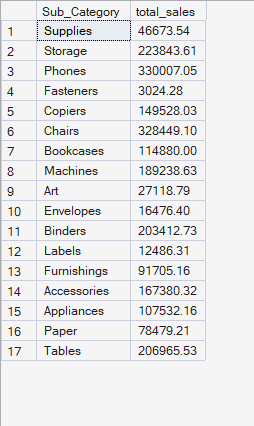 Sub_Category total_sales
1 Supplies 46673.54
2 Storage 223843.61
3 Phones 330007.05
4 Fasteners 3024.28
5 Copiers 149528.03
6 Chairs 328449.10
7 Bookcases 114880.00
8 Machines 189238.63
9 Art 27118.79
10 Envelopes 16476.40
11 Binders 203412.73
12 Labels 12486.31
13 Furnishings 91705.16
14 Accessories 167380.32
15 Appliances 107532.16
16 Paper 78479.21
17 Tables 206965.53